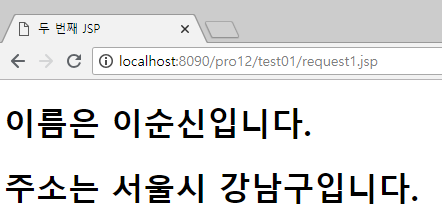 두 번째 JSP
localhost:8090/pro12/test01/request1.jsp
이름은 이순신입니다.
주소는 서울시 강남구입니다.